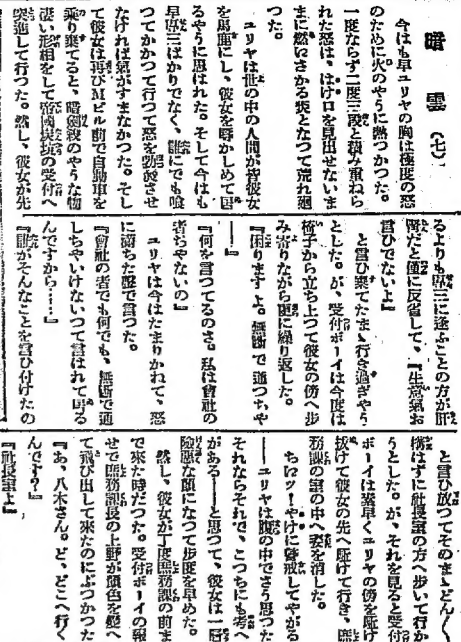 暗雲(七)
今はも早ユリヤの胸は極度の怒
のために火のやうに熱つかつた。
一度ならず二度三段と積み重ねら
れた怒は、はけ口を見出せないま
まに燃いさかる炎となつて荒れ廻
つた。
ユリヤは世の中の人間が皆彼女
を馬鹿にし、彼女を脅かしめて居
るやうに思はれた。そして今はも
早 三ばかりでなく、誰にでも喰
つてかかつて行つて怒を勃発させ
たければ気がすまなかつた。そし
て彼女は再びMビル前で自動車を
乗り棄てると、暗剣殺のやうな物
凄い形相をして帝国 の受付へ
突進して行つた。然し、彼女が先
るよりも 三に逢ふことの方が肝
腎だと僅に反省して、『生意気お
言ひでないよ』
と言ひ棄てたまゝ行き過ぎやう
とした。が、受付ボーイは今度は
椅子から立ち上つて彼女の傍へ歩
み寄りながら更に繰り返した。
『困りますよ。無断で通つちや
――』
『何を言つてるのさ。私は会社の
者ぢやないの』
ユリヤは今はたまりかねて、怒
に満ちた声で言つた。
『会社の者でも何でも、無断で通
しちやいけないつて言はれて居る
んですから……』
『誰がそんなことを言ひ付けたの
と言ひ放つてそのまゝどん〱
構はずに社長室の方へ歩いて行か
うとした。が、それを見ると受付
ボーイは素早くユリヤの傍を
抜けて彼女の先へ駈けて行き、庶
務課の室の中へ姿を消した。
ちにッ!やけに警戒してやがる
――ユリヤは腹の中でさう思つた
それならそれで、こつちにも考へ
がある――と思つて、彼女は一層
険悪な顔になつて歩度を早めた。
然し、彼女が丁度庶務課の前ま
で来た時だつた。受付ボーイの報
せで庶務課長の上野が顔色を変へ
て飛び出して来たのにぶつかつた
『あ、八木さん。ど、どこへ行く
んです?』
『社長室よ』